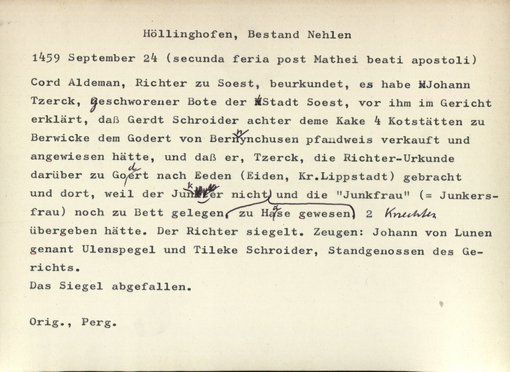 Höllinghofen, Bestand Nehlen
1459 September 24 (secunda feria post Mathei beati apostoli)
Cord Aldeman, Richter zu Soest, beurkundet, es habe Johann
Tzerck, geschworener Bote der Stadt Soest, vor ihm im Gericht
erklärt, daß Gerdt Schroider achter deme Kake 4 Kotstätten zu
Berwicke dem Godert von Bernynchusen pfandweis verkauft und
angewiesen hätte, und daß er, Tzerck, die Richter-Urkunde
darüber zu Godert nach Eeden (Eiden, Kr.Lippstadt) gebracht
und dort, weil der Junker nicht zu Hase gewesen und die "Junkfrau" (= Junkers-
frau) noch zu Bett gelegen, 2 Knechten
übergeben hätte. Der Richter siegelt. Zeugen: Johann von Lunen
genant Ulenspegel und Tileke Schroider, Standgenossen des Ge-
richts.
Das Siegel abgefallen.
Orig., Perg.